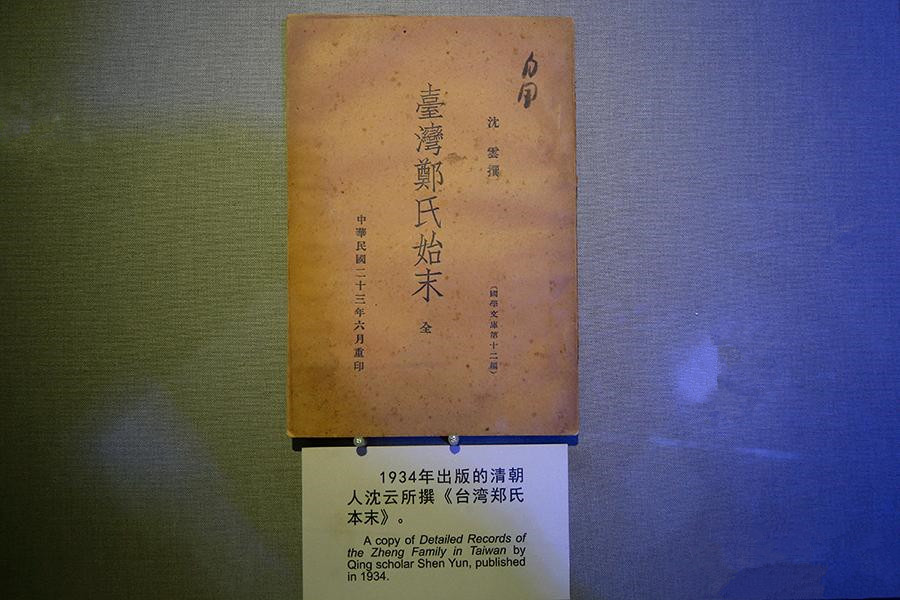 自用
沈雲撰
（國學文庫第十二編）
臺灣鄭氏始末 全
中華民國二十三年六月重印
1934年出版的清朝
人沈云所撰《台湾郑氏
本末》。
A copy of Detailed Records of
the Zheng Family in Taiwan by
Qing scholar Shen Yun, published
in 1934.